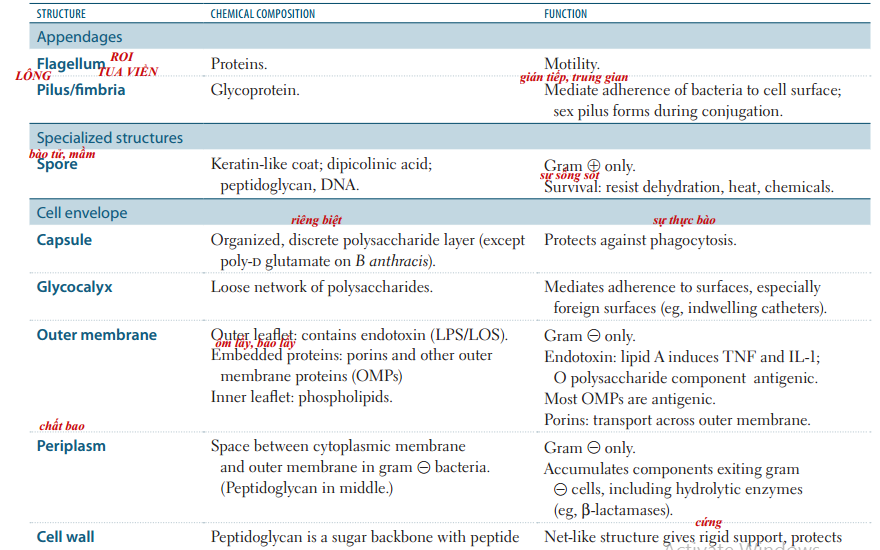 STRUCTURE CHEMICAL COMPOSITION FUNCTION
Appendages
ROI
Flagellum Proteins. Motility.
LÔNG TUA VIỀN gián tiếp, trung gian
Pilus/fimbria Glycoprotein. Mediate adherence of bacteria to cell surface;
sex pilus forms during conjugation.
Specialized structures
bào tử, mầm
Spore Keratin-like coat; dipicolinic acid; Gram ⊕ only.
sự sống sót
peptidoglycan, DNA. Survival: resist dehydration, heat, chemicals.
Cell envelope
riêng biệt sự thực bào
Capsule Organized, discrete polysaccharide layer (except Protects against phagocytosis.
poly-D glutamate on B anthracis).
Glycocalyx Loose network of polysaccharides. Mediates adherence to surfaces, especially
foreign surfaces (eg, indwelling catheters).
Outer membrane Outer leaflet: contains endotoxin (LPS/LOS). Gram ⊖ only.
ôm lấy, bao lấy
Embedded proteins: porins and other outer Endotoxin: lipid A induces TNF and IL-1;
membrane proteins (OMPs) O polysaccharide component antigenic.
Inner leaflet: phospholipids. Most OMPs are antigenic.
Porins: transport across outer membrane.
chất bao
Periplasm Space between cytoplasmic membrane Gram ⊖ only.
and outer membrane in gram ⊖ bacteria. Accumulates components exiting gram
(Peptidoglycan in middle.) ⊖ cells, including hydrolytic enzymes
(eg, β-lactamases).
cứng
Cell wall Peptidoglycan is a sugar backbone with peptide Net-like structure gives rigid support, protects
Activate Windows